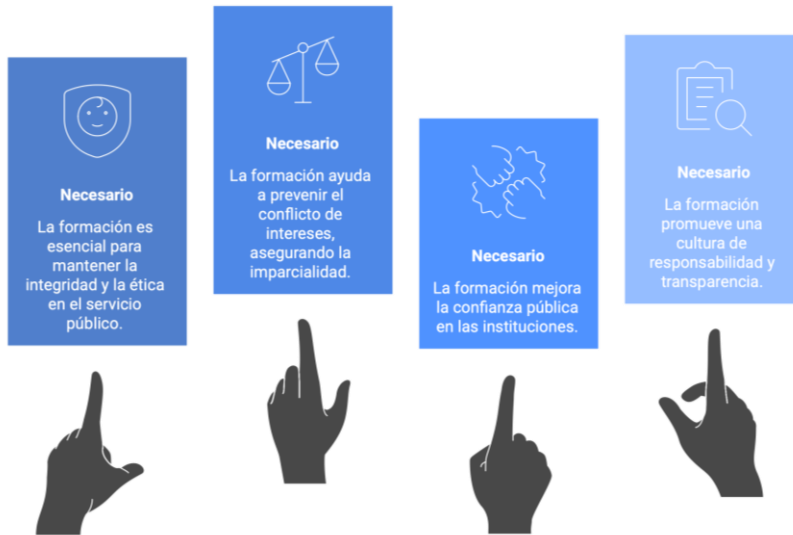 Necesario
La formación es
esencial para
mantener la
integridad y la ética
en el servicio
público.
Necesario
La formación ayuda
a prevenir el
conflicto de
intereses,
asegurando la
imparcialidad.
Necesario
La formación mejora
la confianza pública
en las instituciones.
Necesario
La formación
promueve una
cultura de
responsabilidad y
transparencia.